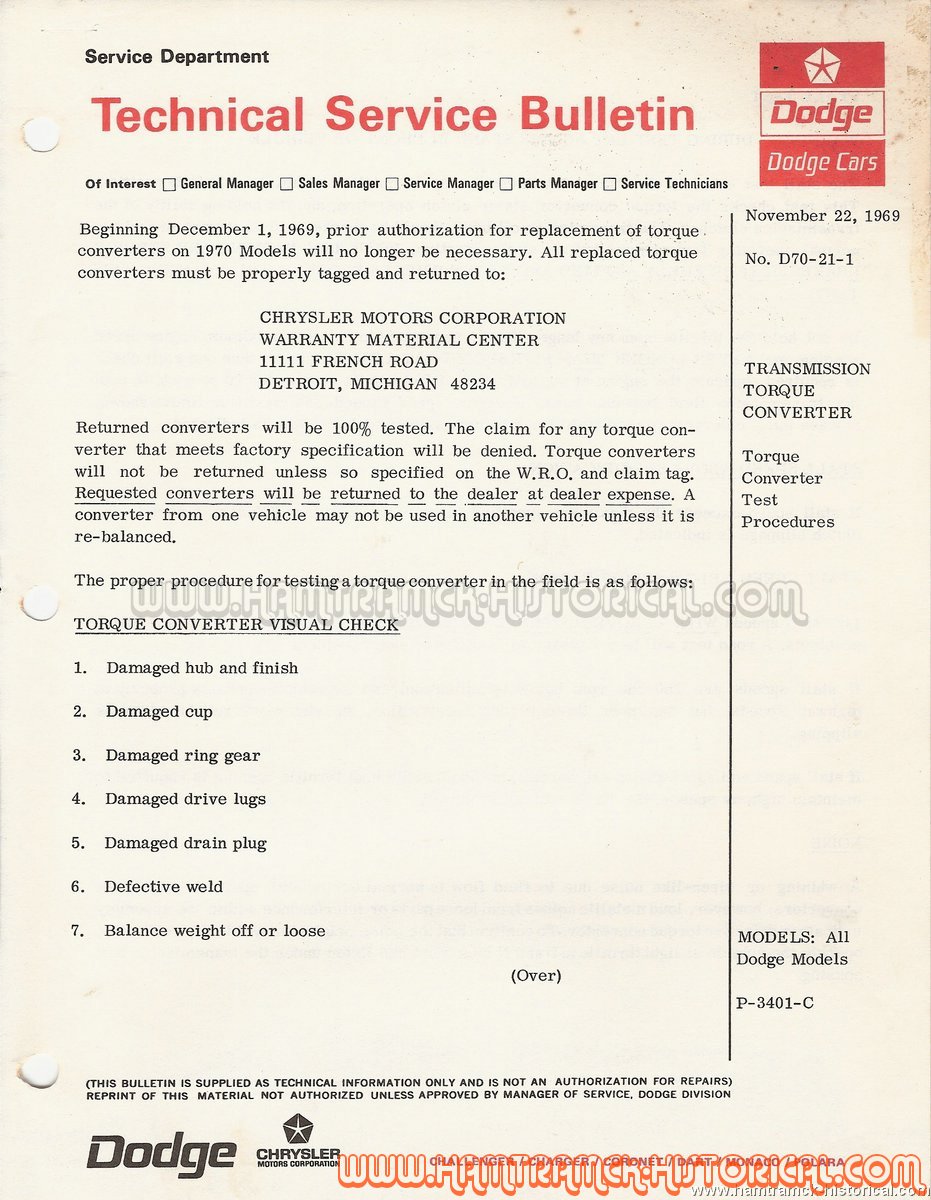 Service Department
Technical Service Bulletin
Dodge
Dodge Cars
Of Interest ☐ General Manager ☐ Sales Manager ☐ Service Manager ☐ Parts Manager ☐ Service Technicians
November 22, 1969
No. D70-21-1
TRANSMISSION
TORQUE
CONVERTER
Torque
Converter
Test
Procedures
Beginning December 1, 1969, prior authorization for replacement of torque
converters on 1970 Models will no longer be necessary. All replaced torque
converters must be properly tagged and returned to:
CHRYSLER MOTORS CORPORATION
WARRANTY MATERIAL CENTER
11111 FRENCH ROAD
DETROIT, MICHIGAN 48234
Returned converters will be 100% tested. The claim for any torque con-
verter that meets factory specification will be denied. Torque converters
will not be returned unless so specified on the W.R.O. and claim tag.
Requested converters will be returned to the dealer at dealer expense. A
converter from one vehicle may not be used in another vehicle unless it is
re-balanced.
The proper procedure for testing a torque converter in the field is as follows:
www.HAMTRAMCK-HISTORICAL.com
TORQUE CONVERTER VISUAL CHECK
1. Damaged hub and finish
2. Damaged cup
3. Damaged ring gear
4. Damaged drive lugs
5. Damaged drain plug
6. Defective weld
7. Balance weight off or loose
(Over)
MODELS: All
Dodge Models
P-3401-C
(THIS BULLETIN IS SUPPLIED AS TECHNICAL INFORMATION ONLY AND IS NOT AN AUTHORIZATION FOR REPAIRS)
REPRINT OF THIS MATERIAL NOT AUTHORIZED UNLESS APPROVED BY MANAGER OF SERVICE, DODGE DIVISION
Dodge
CHRYSLER
MOTORS CORPORATION
CHALLENGER / CHARGER / CORONET / DART / MONACO / POLARA
www.HAMTRAMCK-HISTORICAL.com
www.hamtramck-historical.com